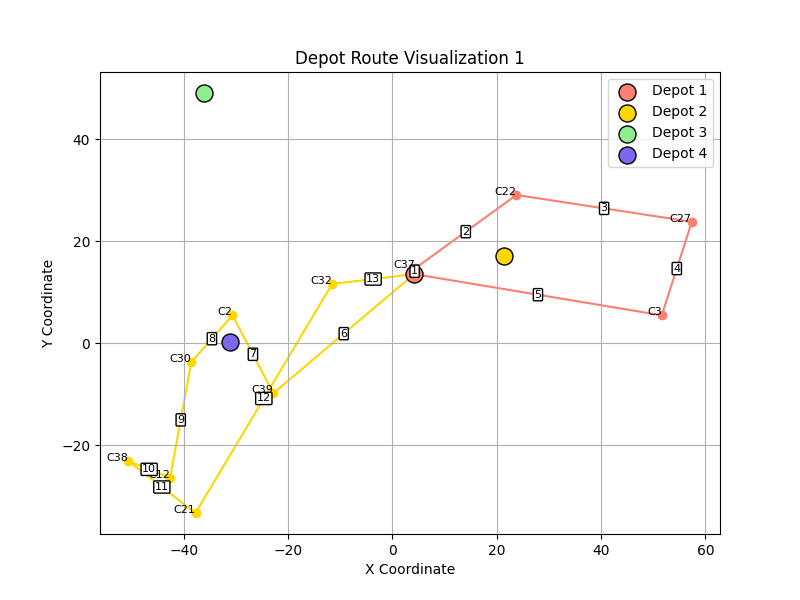 Depot Route Visualization 1
Depot 1
Depot 2
Depot 3
Depot 4
Y Coordinate
40
20
0
−20
C22
3
C27
2
C37
1
4
13
C32
5
C3
C2
6
8
7
C30
C39
12
9
C38
10
C12
11
C21
−40
−20
0
20
40
60
X Coordinate